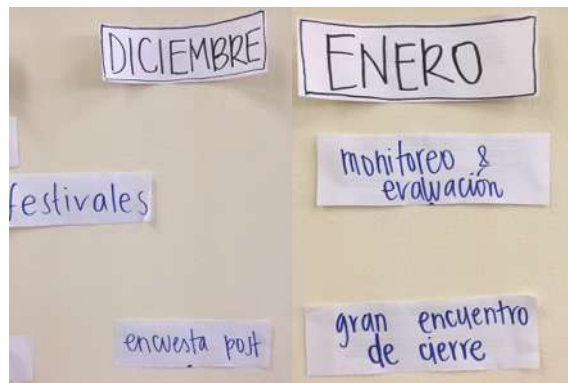 DICIEMBRE
festivales
encuesta post
ENERO
monitoreo &
evaluación
gran encuentro
de cierre